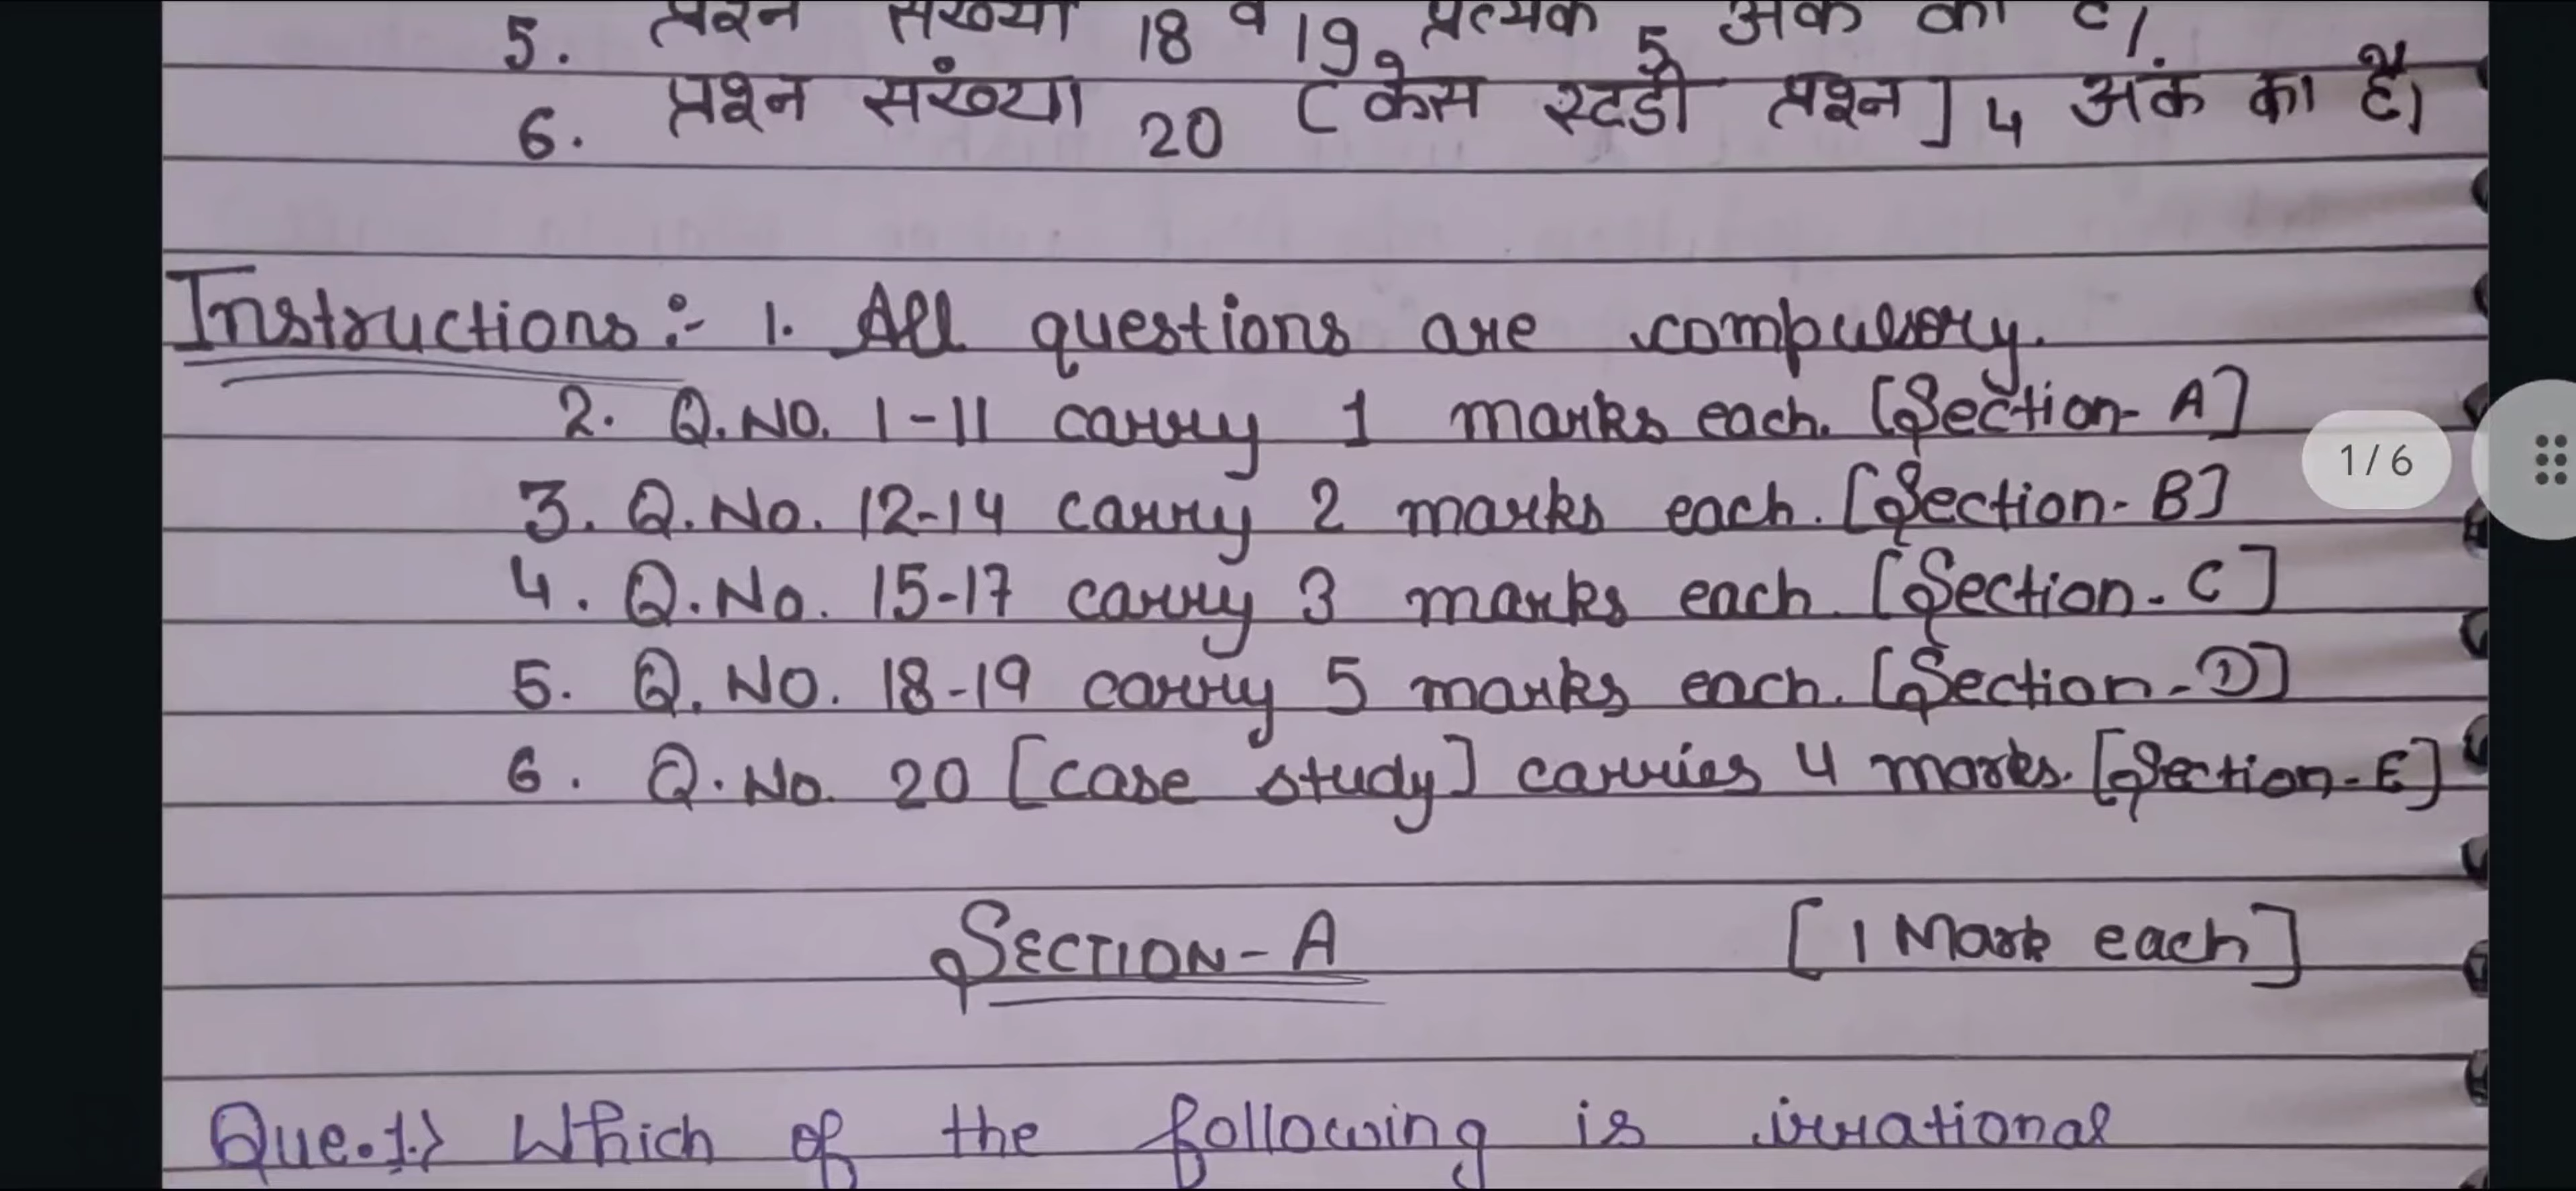 5. प्रश्न संख्या 18 व 19 प्रत्येक 5 अंक का है।
6. प्रश्न संख्या 20 [केस स्टडी प्रश्न] 4 अंक का है।
Instructions :- 1. All questions are compulsory.
2. Q.NO. 1-11 carry 1 marks each. [Section- A]
3. Q.No. 12-14 carry 2 marks each. [Section- B]
4. Q.No. 15-17 carry 3 marks each. [Section- C]
5. Q.NO. 18-19 carry 5 marks each. [Section- D]
6. Q.No. 20 [case study] carries 4 marks. [Section-E]
1/6
SECTION-A [1 Mark each]
Que.1.> Which of the following is irrational